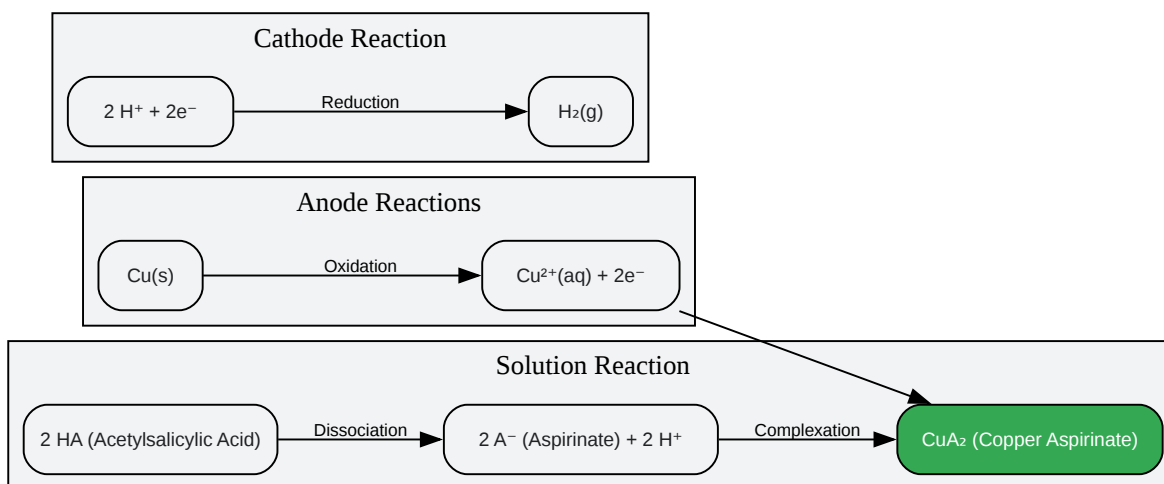 Cathode Reaction
2 H⁺ + 2e⁻
Reduction
H₂(g)
Anode Reactions
Cu(s)
Oxidation
Cu²⁺(aq) + 2e⁻
Solution Reaction
2 HA (Acetylsalicylic Acid)
Dissociation
2 A⁻ (Aspirinate) + 2 H⁺
Complexation
CuA₂ (Copper Aspirinate)